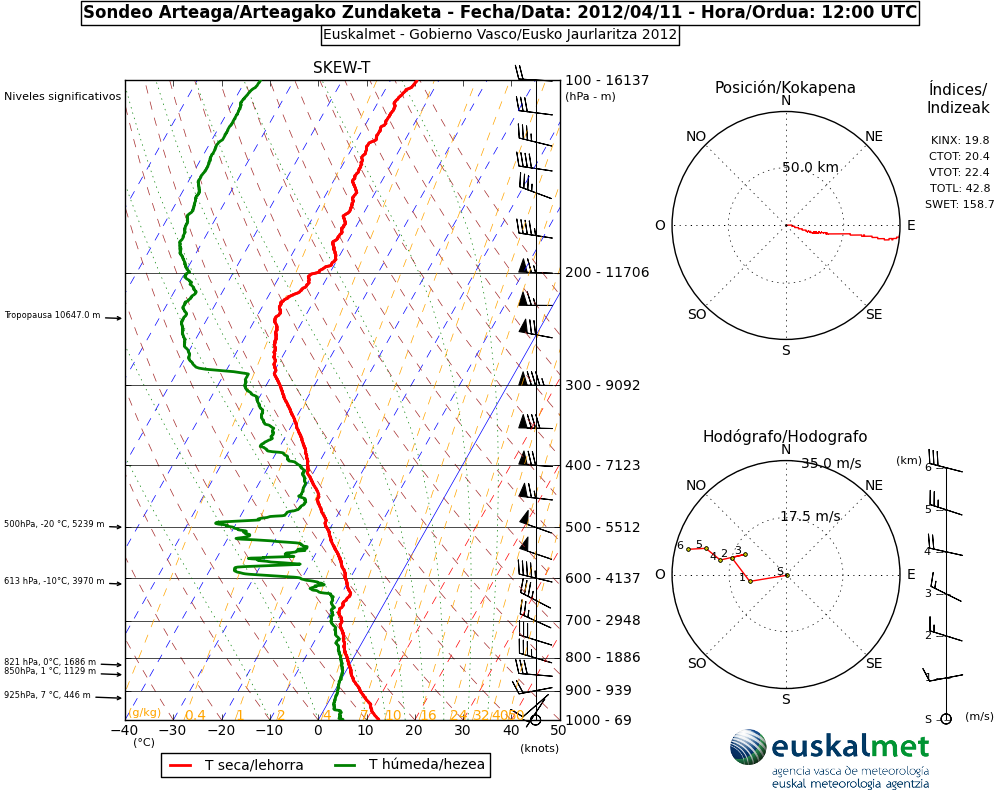 Sondeo Arteaga/Arteagako Zundaketa - Fecha/Data: 2012/04/11 - Hora/Ordua: 12:00 UTC
Euskalmet - Gobierno Vasco/Eusko Jaurlaritza 2012
SKEW-T
Niveles significativos
100 - 16137
(hPa - m)
200 - 11706
Tropopausa 10647.0 m
300 - 9092
400 - 7123
500hPa, -20 °C, 5239 m
500 - 5512
613 hPa, -10°C, 3970 m
600 - 4137
700 - 2948
821 hPa, 0°C, 1686 m
800 - 1886
850hPa, 1 °C, 1129 m
925hPa, 7 °C, 446 m
900 - 939
(g/kg) 0.4 1 2 4 7 10 16 24 32 40 50
1000 - 69
−40 −30 −20 −10 0 10 20 30 40 50
(°C)
(knots)
T seca/lehorra T húmeda/hezea
Posición/Kokapena
N
NO NE
50.0 km
O E
SO SE
S
Índices/
Indizeak
KINX: 19.8
CTOT: 20.4
VTOT: 22.4
TOTL: 42.8
SWET: 158.7
Hodógrafo/Hodografo
N
35.0 m/s
NO NE
17.5 m/s
6 5 4 2 3
1 S
O E
SO SE
S
(km)
6
5
4
3
2
1
S
(m/s)
euskalmet
agencia vasca de meteorología
euskal meteorologia agentzia